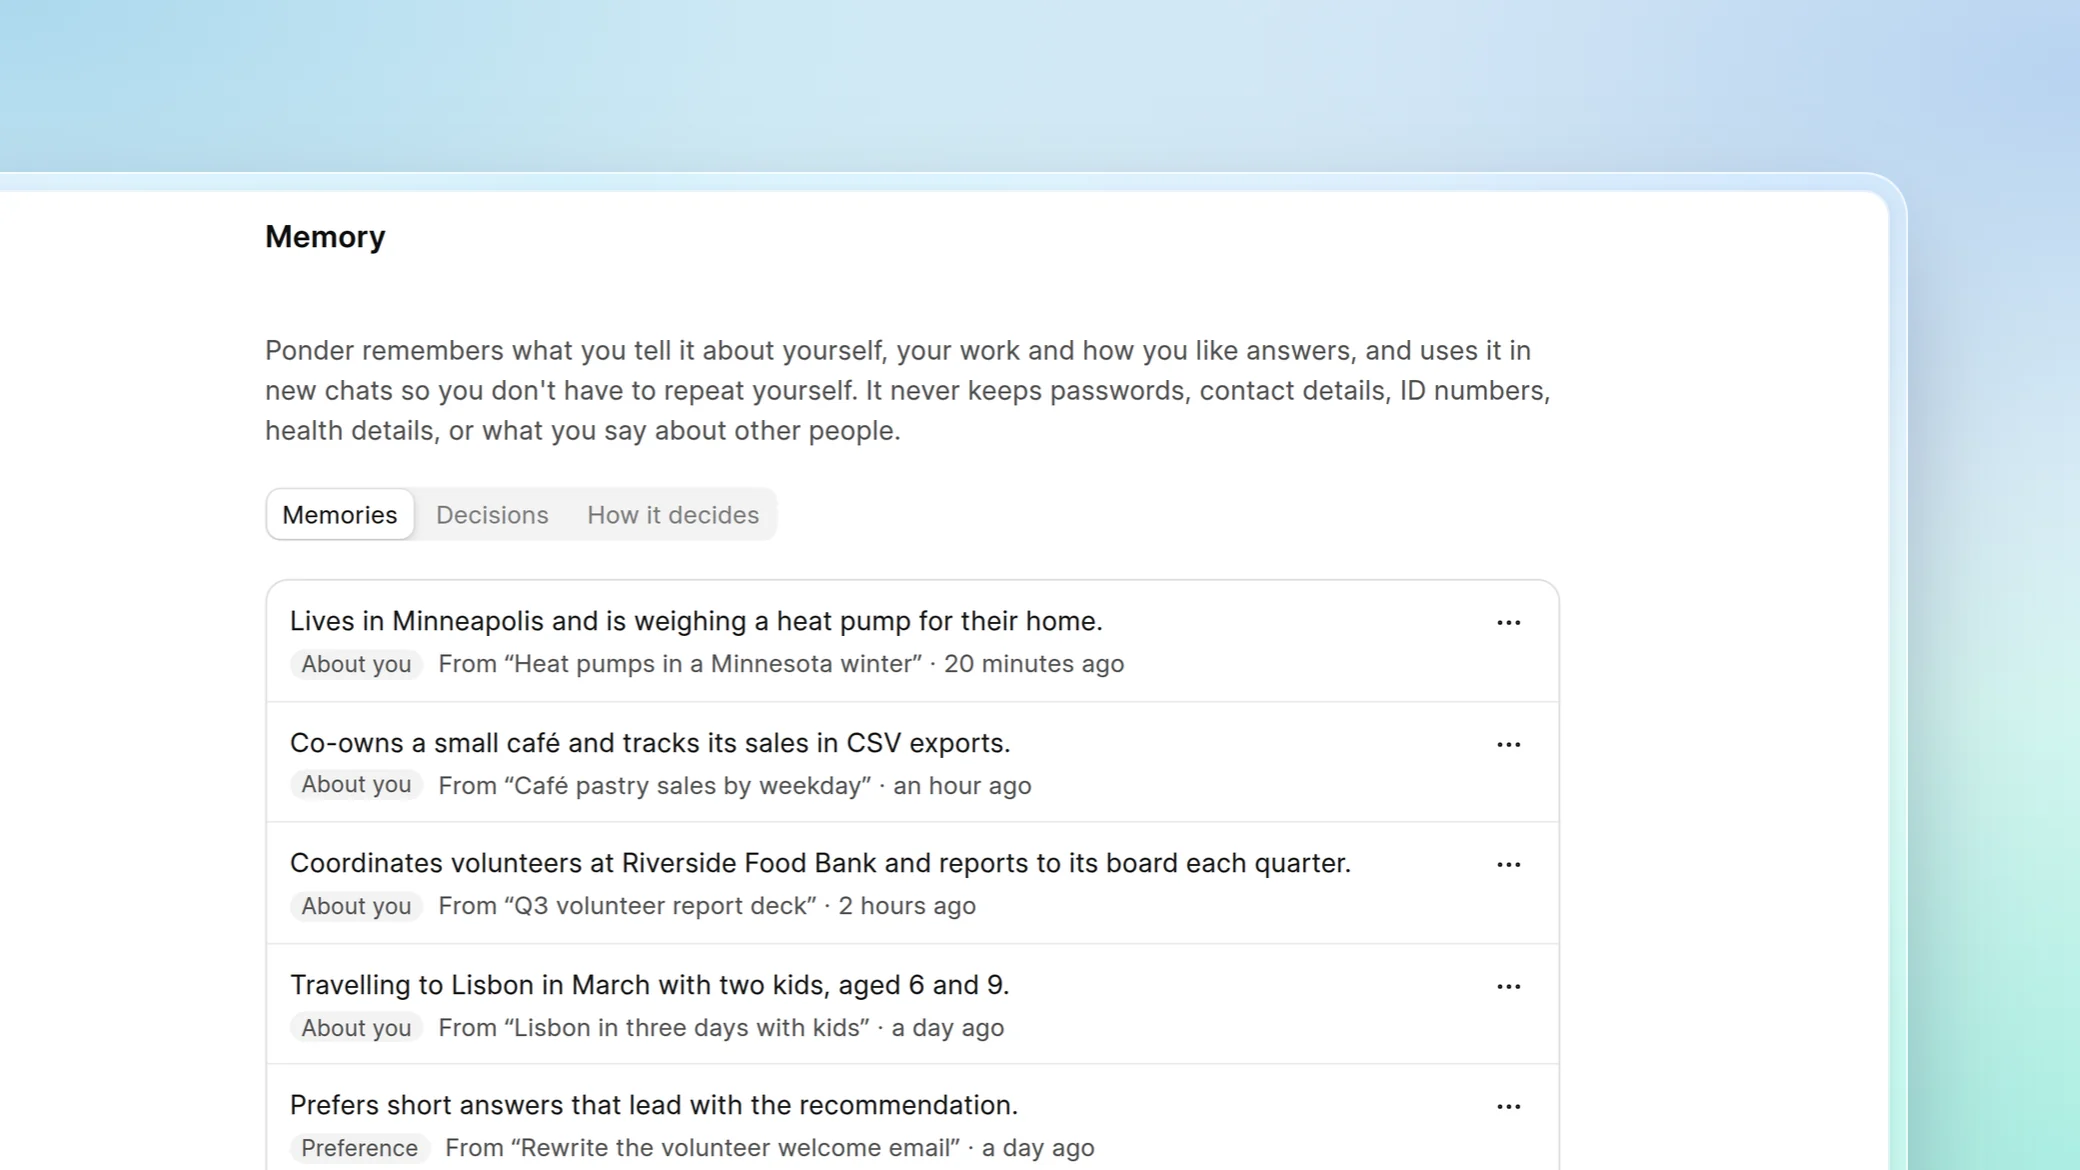 Memory
Ponder remembers what you tell it about yourself, your work and how you like answers, and uses it in
new chats so you don't have to repeat yourself. It never keeps passwords, contact details, ID numbers,
health details, or what you say about other people.
Memories Decisions How it decides
Lives in Minneapolis and is weighing a heat pump for their home.
About you From “Heat pumps in a Minnesota winter” · 20 minutes ago
Co-owns a small café and tracks its sales in CSV exports.
About you From “Café pastry sales by weekday” · an hour ago
Coordinates volunteers at Riverside Food Bank and reports to its board each quarter.
About you From “Q3 volunteer report deck” · 2 hours ago
Travelling to Lisbon in March with two kids, aged 6 and 9.
About you From “Lisbon in three days with kids” · a day ago
Prefers short answers that lead with the recommendation.
Preference From “Rewrite the volunteer welcome email” · a day ago